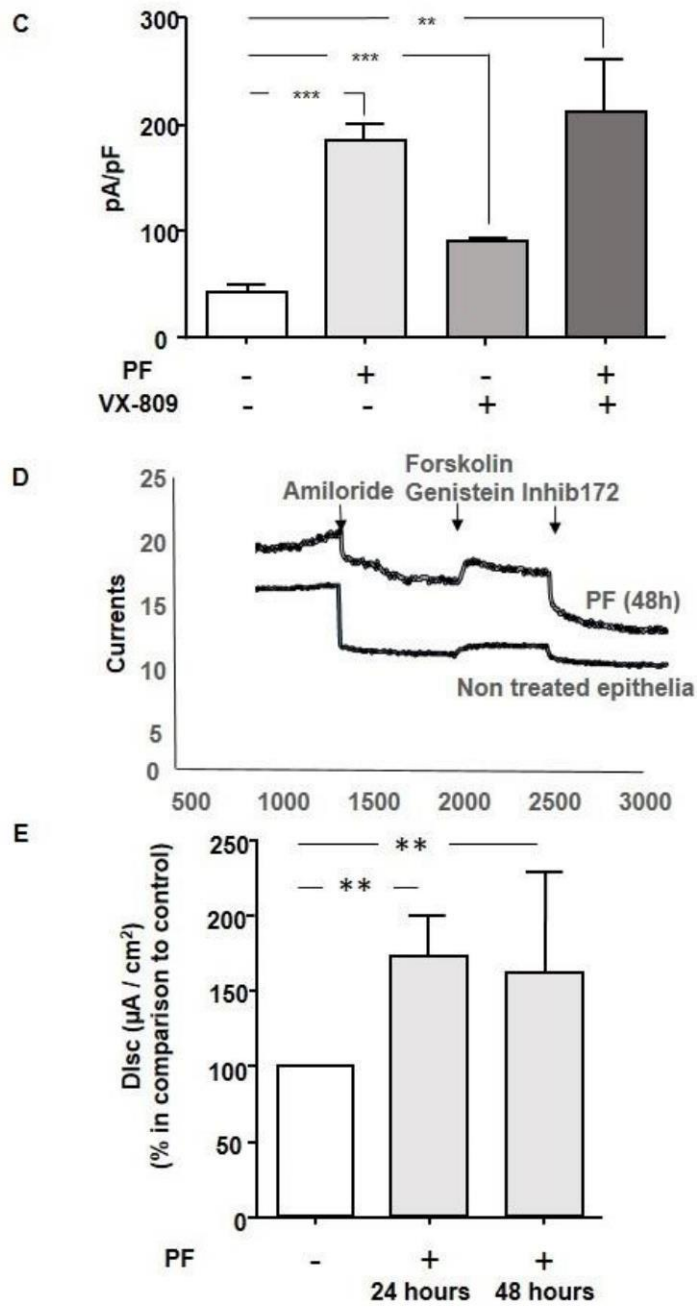 C
300
200
100
0
pA/pF
**
***
***
PF - + - +
VX-809 - - + +
D
25
20
15
10
5
0
Currents
Amiloride
Forskolin
Genistein Inhib172
PF (48h)
Non treated epithelia
500 1000 1500 2000 2500 3000
E
250
200
150
100
50
0
DIsc (µA / cm²)
(% in comparison to control)
**
**
PF - + +
24 hours 48 hours